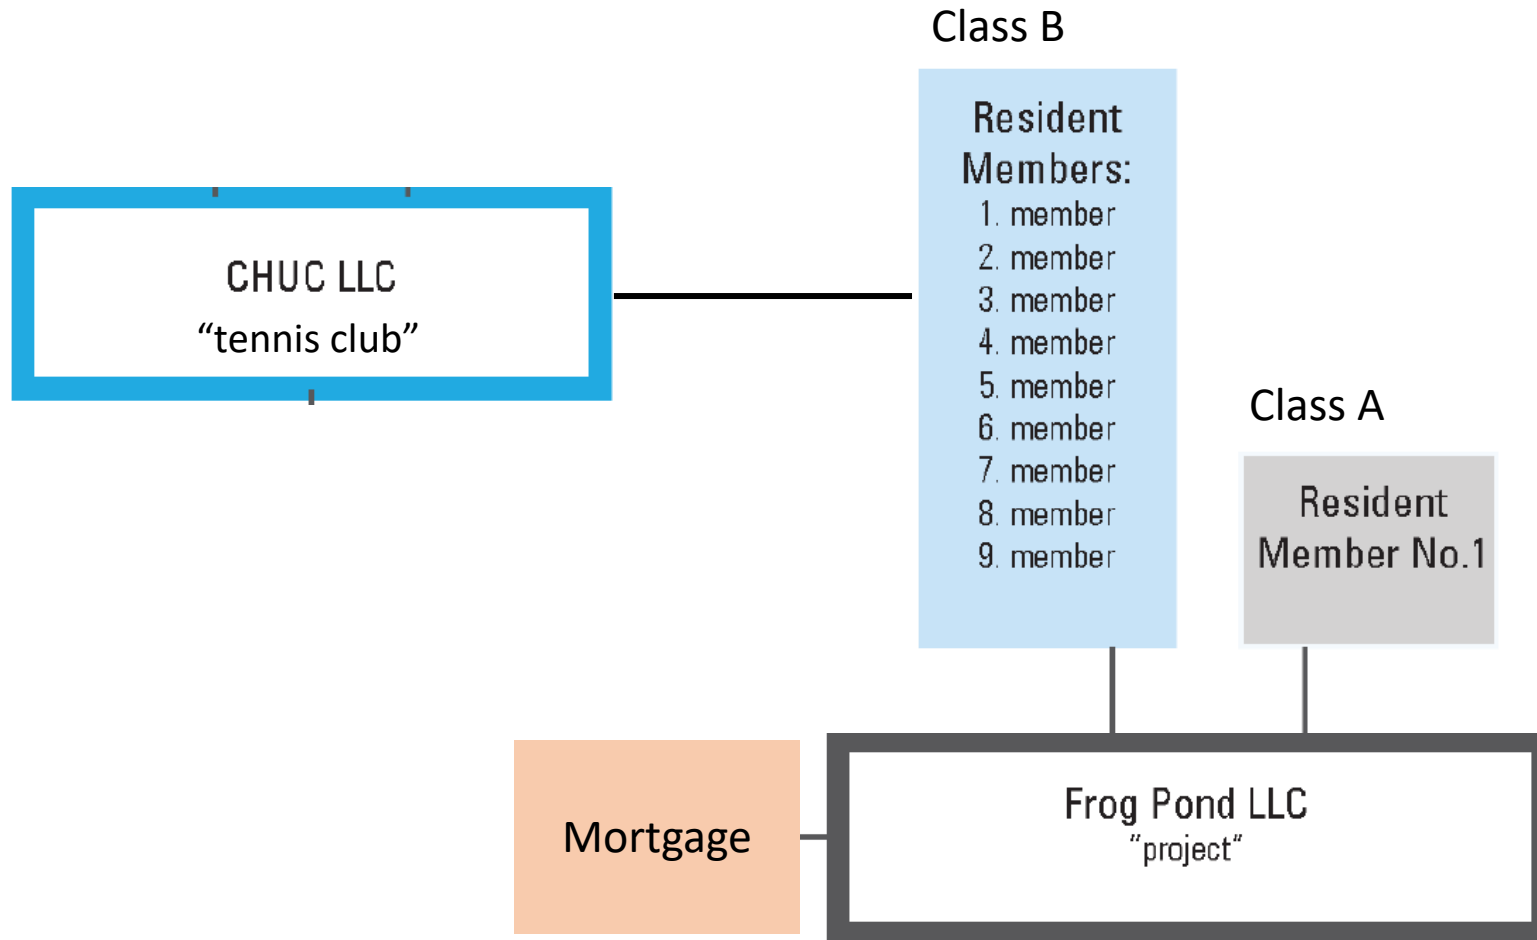 Class B
Resident
Members:
1. member
2. member
3. member
4. member
5. member
6. member
7. member
8. member
9. member
CHUC LLC
“tennis club”
Class A
Resident
Member No.1
Mortgage
Frog Pond LLC
"project"